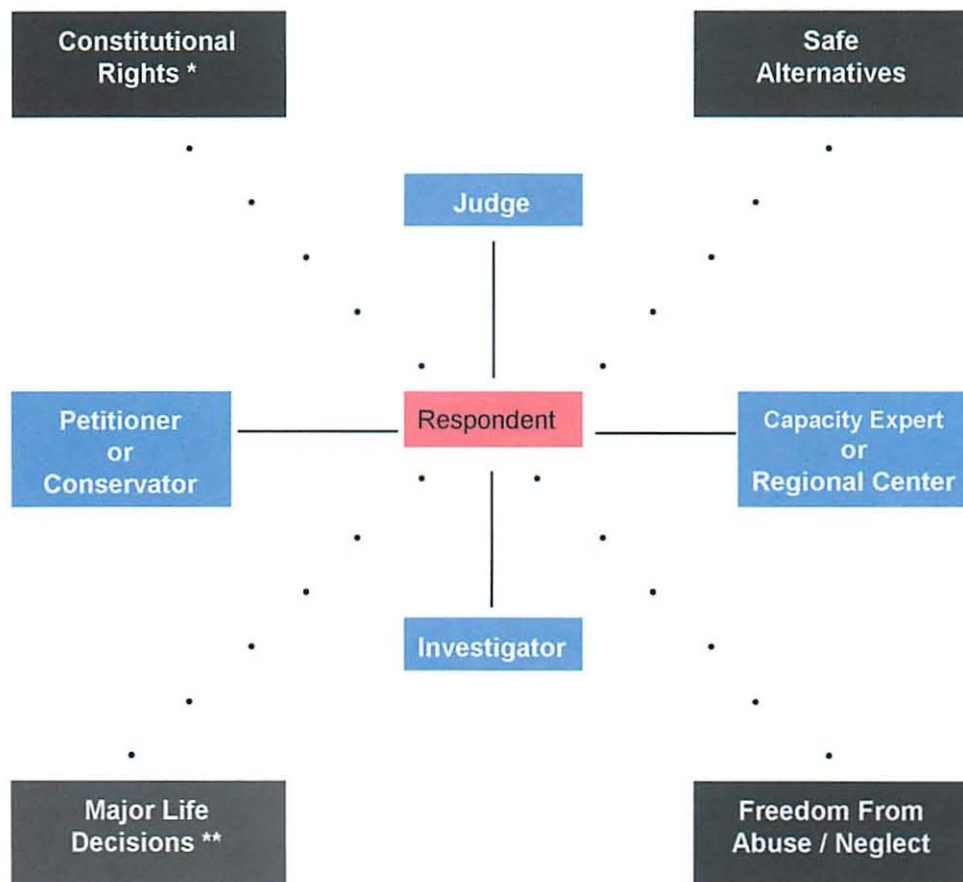 Constitutional
Rights *
Safe
Alternatives
Judge
Petitioner
or
Conservator
Respondent
Capacity Expert
or
Regional Center
Investigator
Major Life
Decisions **
Freedom From
Abuse / Neglect